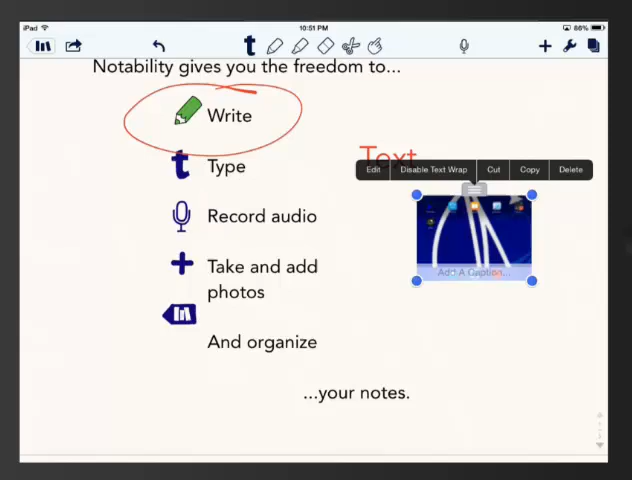 iPad
10:51 PM
86%
t
Notability gives you the freedom to...
Write
Text
t Type
Edit Disable Text Wrap Cut Copy Delete
Record audio
Add A Caption...
Take and add
photos
And organize
...your notes.